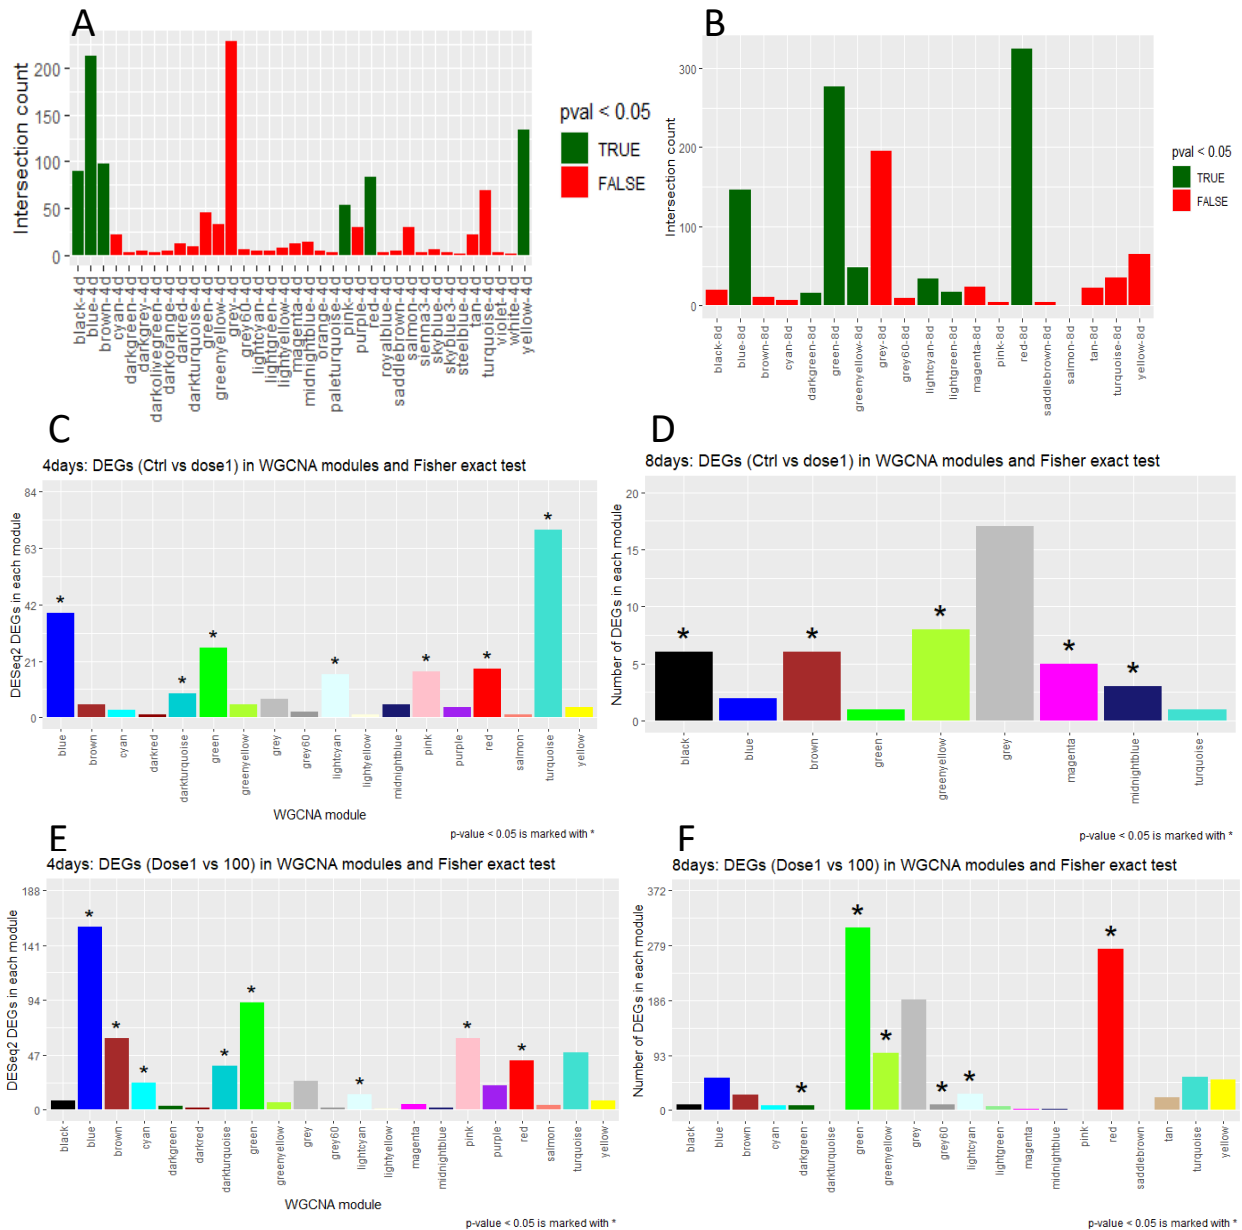 A
Intersection count
200
150
100
50
0
black-4d
blue-4d
brown-4d
cyan-4d
darkgreen-4d
darkgrey-4d
darkolivegreen-4d
darkorange-4d
darkred-4d
darkturquoise-4d
green-4d
greenyellow-4d
grey-4d
grey60-4d
lightcyan-4d
lightgreen-4d
lightyellow-4d
magenta-4d
midnightblue-4d
orange-4d
paleturquoise-4d
pink-4d
purple-4d
red-4d
royalblue-4d
saddlebrown-4d
salmon-4d
sienna3-4d
skyblue-4d
skyblue3-4d
steelblue-4d
tan-4d
turquoise-4d
violet-4d
white-4d
yellow-4d
pval < 0.05
TRUE
FALSE
B
Intersection count
300
200
100
0
black-8d
blue-8d
brown-8d
cyan-8d
darkgreen-8d
green-8d
greenyellow-8d
grey-8d
grey60-8d
lightcyan-8d
lightgreen-8d
magenta-8d
pink-8d
red-8d
saddlebrown-8d
salmon-8d
tan-8d
turquoise-8d
yellow-8d
pval < 0.05
TRUE
FALSE
C
4days: DEGs (Ctrl vs dose1) in WGCNA modules and Fisher exact test
DESeq2 DEGs in each module
84
63
42
21
0
* * * * * * *
blue
brown
cyan
darkred
darkturquoise
green
greenyellow
grey
grey60
lightcyan
lightyellow
midnightblue
pink
purple
red
salmon
turquoise
yellow
WGCNA module
p-value < 0.05 is marked with *
D
8days: DEGs (Ctrl vs dose1) in WGCNA modules and Fisher exact test
Number of DEGs in each module
20
15
10
5
0
* * * * *
black
blue
brown
green
greenyellow
grey
magenta
midnightblue
turquoise
p-value < 0.05 is marked with *
E
4days: DEGs (Dose1 vs 100) in WGCNA modules and Fisher exact test
DESeq2 DEGs in each module
188
141
94
47
0
* * * * * * * *
black
blue
brown
cyan
darkgreen
darkred
darkturquoise
green
greenyellow
grey
grey60
lightcyan
lightyellow
magenta
midnightblue
pink
purple
red
salmon
turquoise
yellow
WGCNA module
p-value < 0.05 is marked with *
F
8days: DEGs (Dose1 vs 100) in WGCNA modules and Fisher exact test
Number of DEGs in each module
372
279
186
93
0
* * * * * *
black
blue
brown
cyan
darkgreen
darkturquoise
green
greenyellow
grey
grey60
lightcyan
lightgreen
magenta
midnightblue
pink
red
saddlebrown
tan
turquoise
yellow
p-value < 0.05 is marked with *